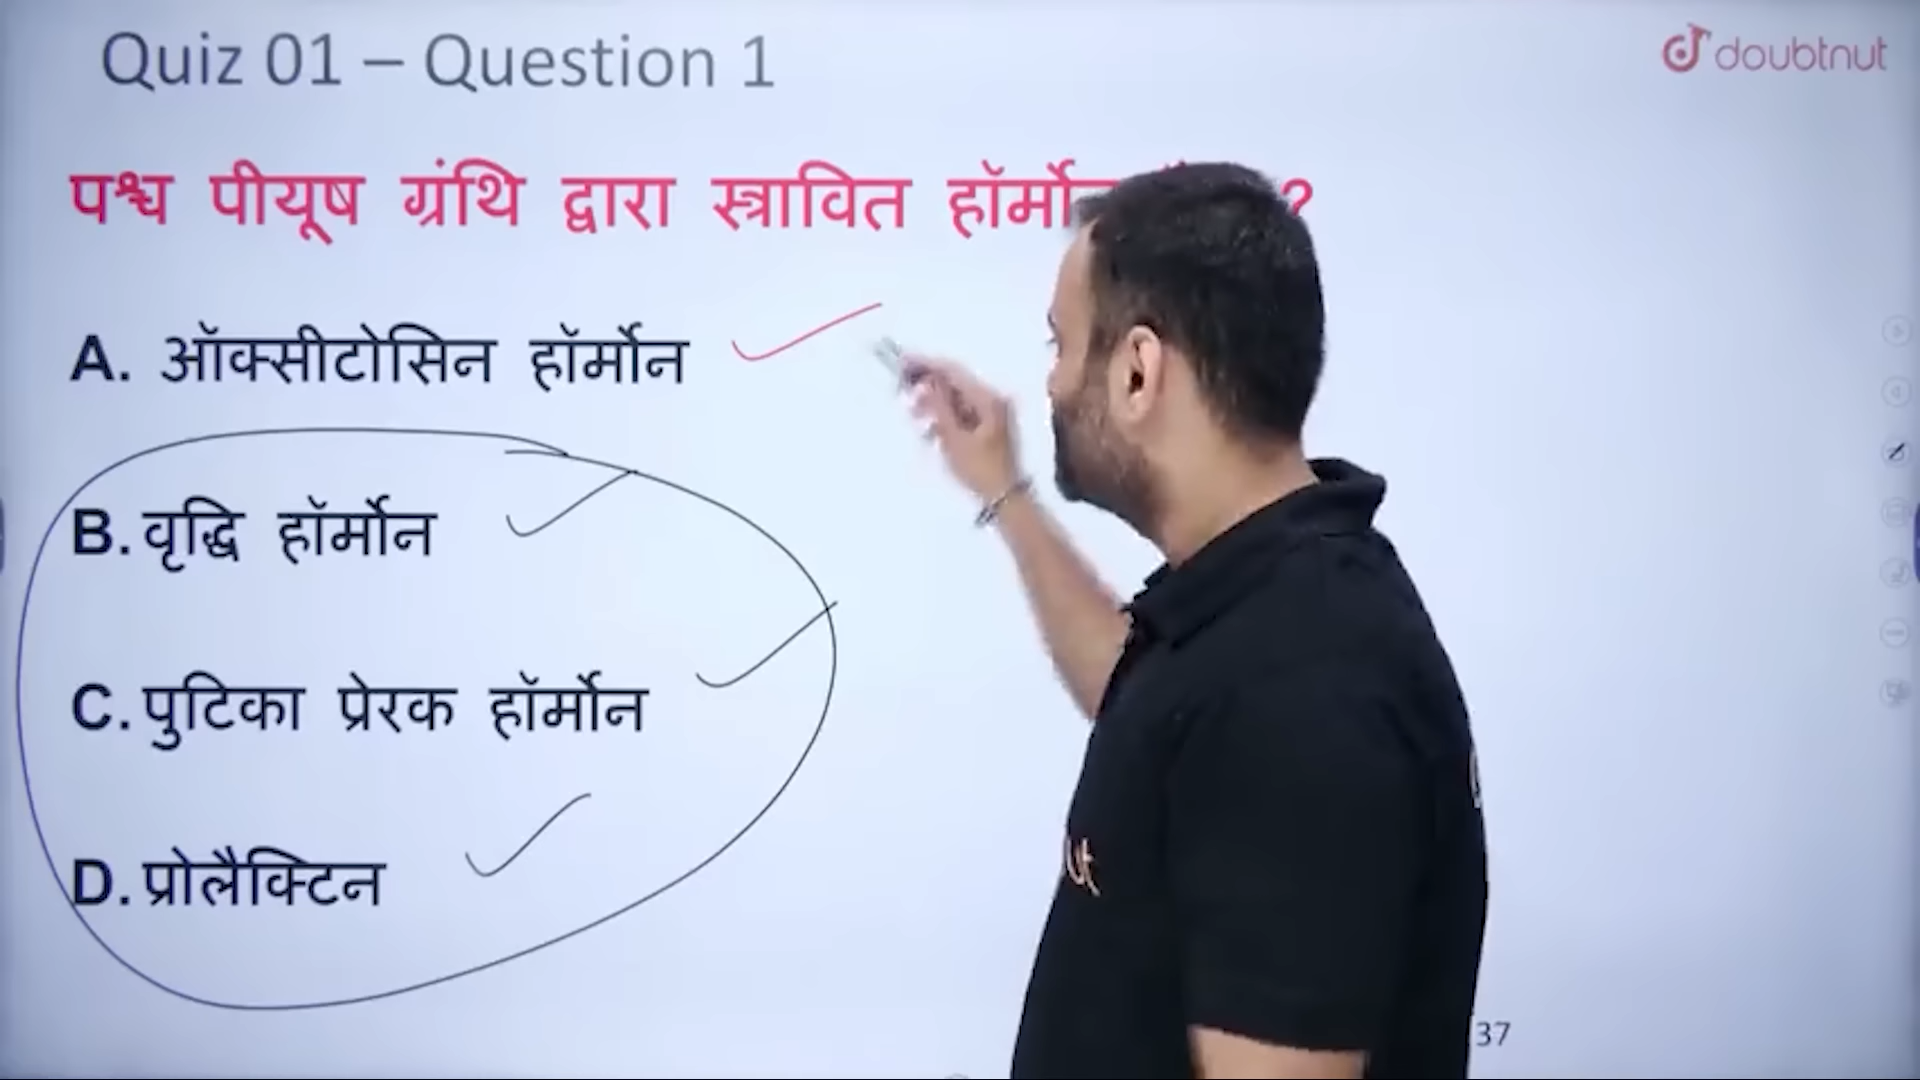 Quiz 01 – Question 1
doubtnut
पश्च पीयूष ग्रंथि द्वारा स्त्रावित ?
A. ऑक्सीटोसिन हॉर्मोन
B. वृद्धि हॉर्मोन
C. पुटिका प्रेरक हॉर्मोन
D. प्रोलैक्टिन
37